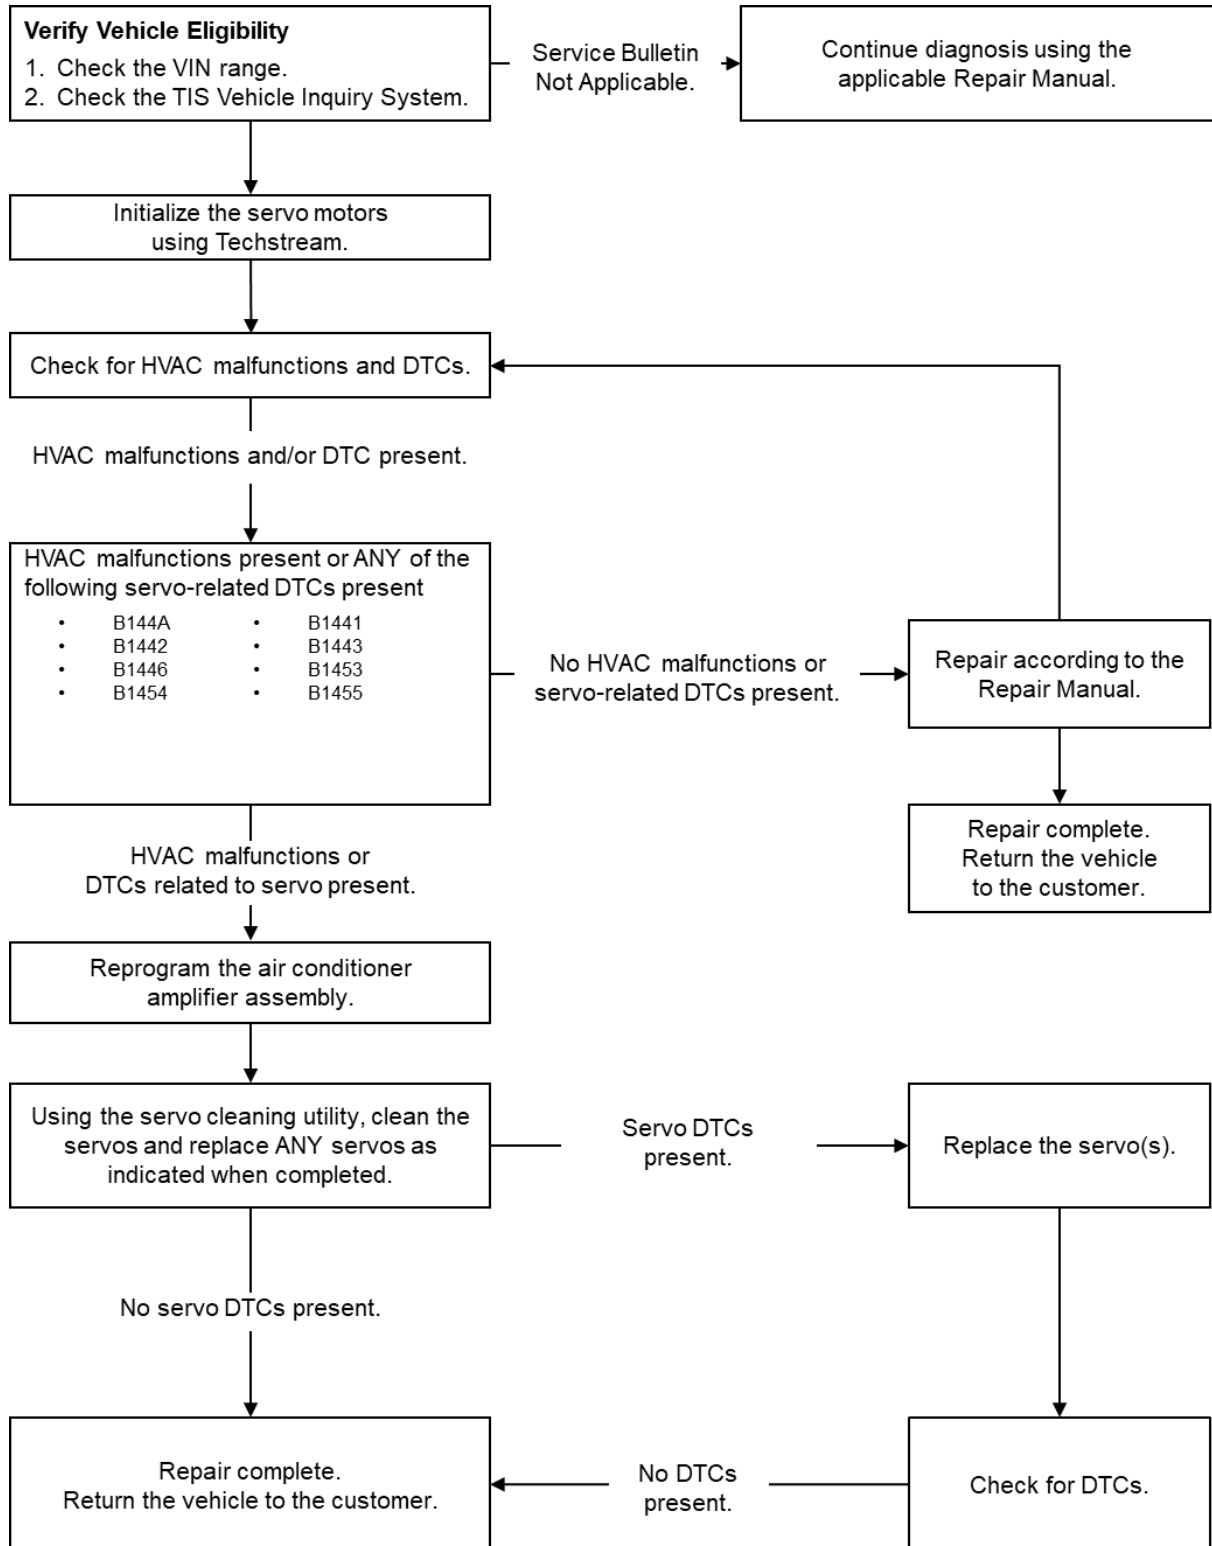 Verify Vehicle Eligibility
1. Check the VIN range.
2. Check the TIS Vehicle Inquiry System.
Service Bulletin
Not Applicable.
Continue diagnosis using the
applicable Repair Manual.
Initialize the servo motors
using Techstream.
Check for HVAC malfunctions and DTCs.
HVAC malfunctions and/or DTC present.
HVAC malfunctions present or ANY of the
following servo-related DTCs present
• B144A • B1441
• B1442 • B1443
• B1446 • B1453
• B1454 • B1455
No HVAC malfunctions or
servo-related DTCs present.
Repair according to the
Repair Manual.
Repair complete.
Return the vehicle
to the customer.
HVAC malfunctions or
DTCs related to servo present.
Reprogram the air conditioner
amplifier assembly.
Using the servo cleaning utility, clean the
servos and replace ANY servos as
indicated when completed.
Servo DTCs
present.
Replace the servo(s).
No servo DTCs present.
Repair complete.
Return the vehicle to the customer.
No DTCs
present.
Check for DTCs.